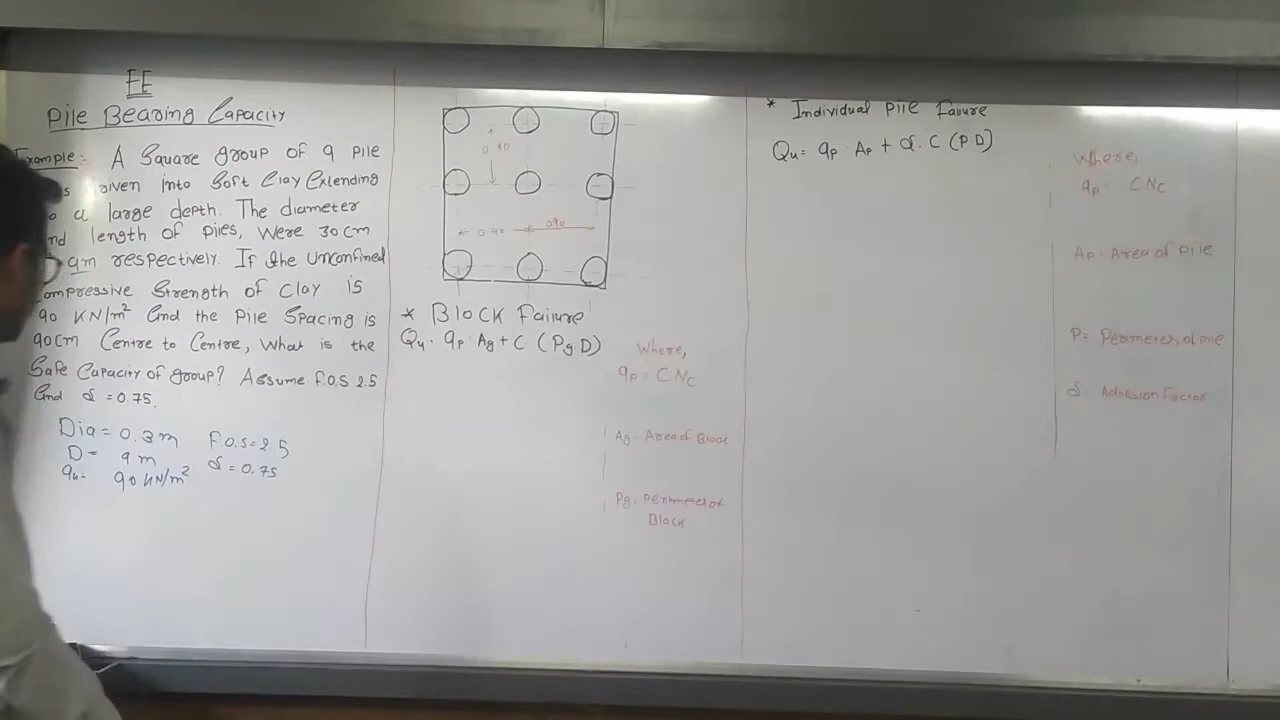 FE
Pile Bearing Capacity
Example: A Square group of 9 pile
driven into Soft Clay Extending
a large depth. The diameter
length of piles, were 30 cm
9m respectively. If the unconfined
Compressive Strength of Clay is
90 KN/m² and the Pile Spacing is
90cm Centre to Centre, What is the
Safe Capacity of group? Assume F.O.S 2.5
and α = 0.75.
Dia = 0.3 m F.O.S = 2.5
D = 9 m α = 0.75
qu = 90 KN/m²
0.90
0.90 0.90
* Block Failure
Qu = qp. Ag + C. (Pg D)
Where,
qp = CNc
Ag = Area of Block
Pg = Perimeter of
Block
* Individual Pile Failure
Qu = qp. Ap + α. C (P D)
Where,
qp = CNc
Ap = Area of Pile
P = Perimeter of Pile
α Adhesion Factor